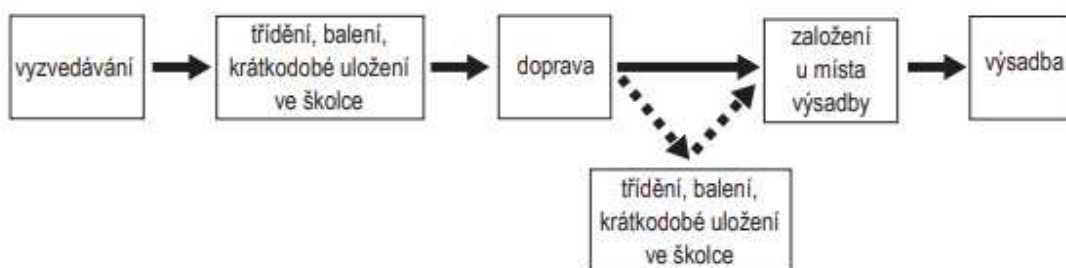 vyzvedávání
třídění, balení,
krátkodobé uložení
ve školce
doprava
založení
u místa
výsadby
výsadba
třídění, balení,
krátkodobé uložení
ve školce